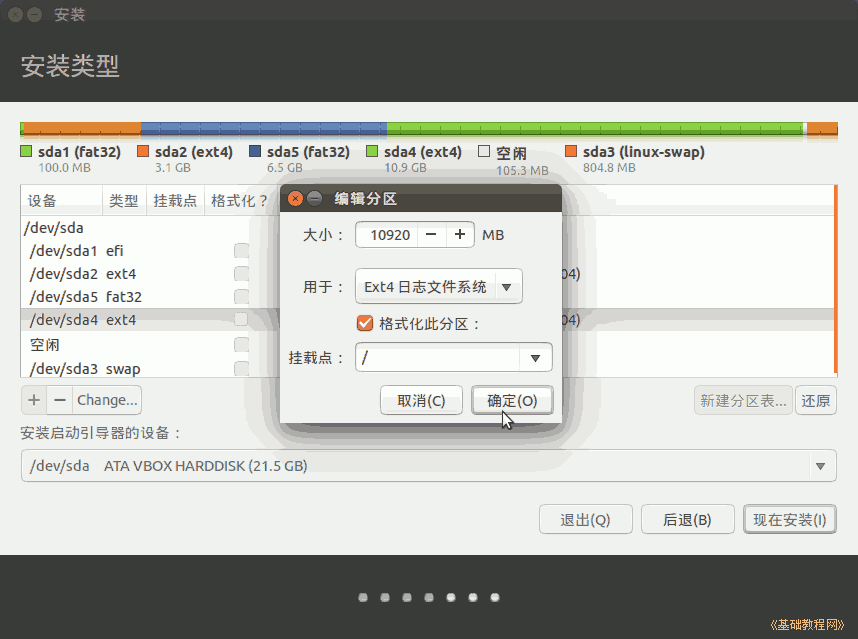 安装
安装类型
sda1 (fat32) sda2 (ext4) sda5 (fat32) sda4 (ext4) 空闲 sda3 (linux-swap)
100.0 MB 3.1 GB 6.5 GB 10.9 GB 105.3 MB 804.8 MB
设备 类型 挂载点 格式化？
/dev/sda
/dev/sda1 efi
/dev/sda2 ext4 04)
/dev/sda5 fat32
/dev/sda4 ext4 04)
空闲
/dev/sda3 swap
编辑分区
大小： 10920 − + MB
用于： Ext4 日志文件系统
格式化此分区：
挂载点： /
取消(C) 确定(O)
+ − Change... 新建分区表... 还原
安装启动引导器的设备：
/dev/sda ATA VBOX HARDDISK (21.5 GB)
退出(Q) 后退(B) 现在安装(I)
《基础教程网》